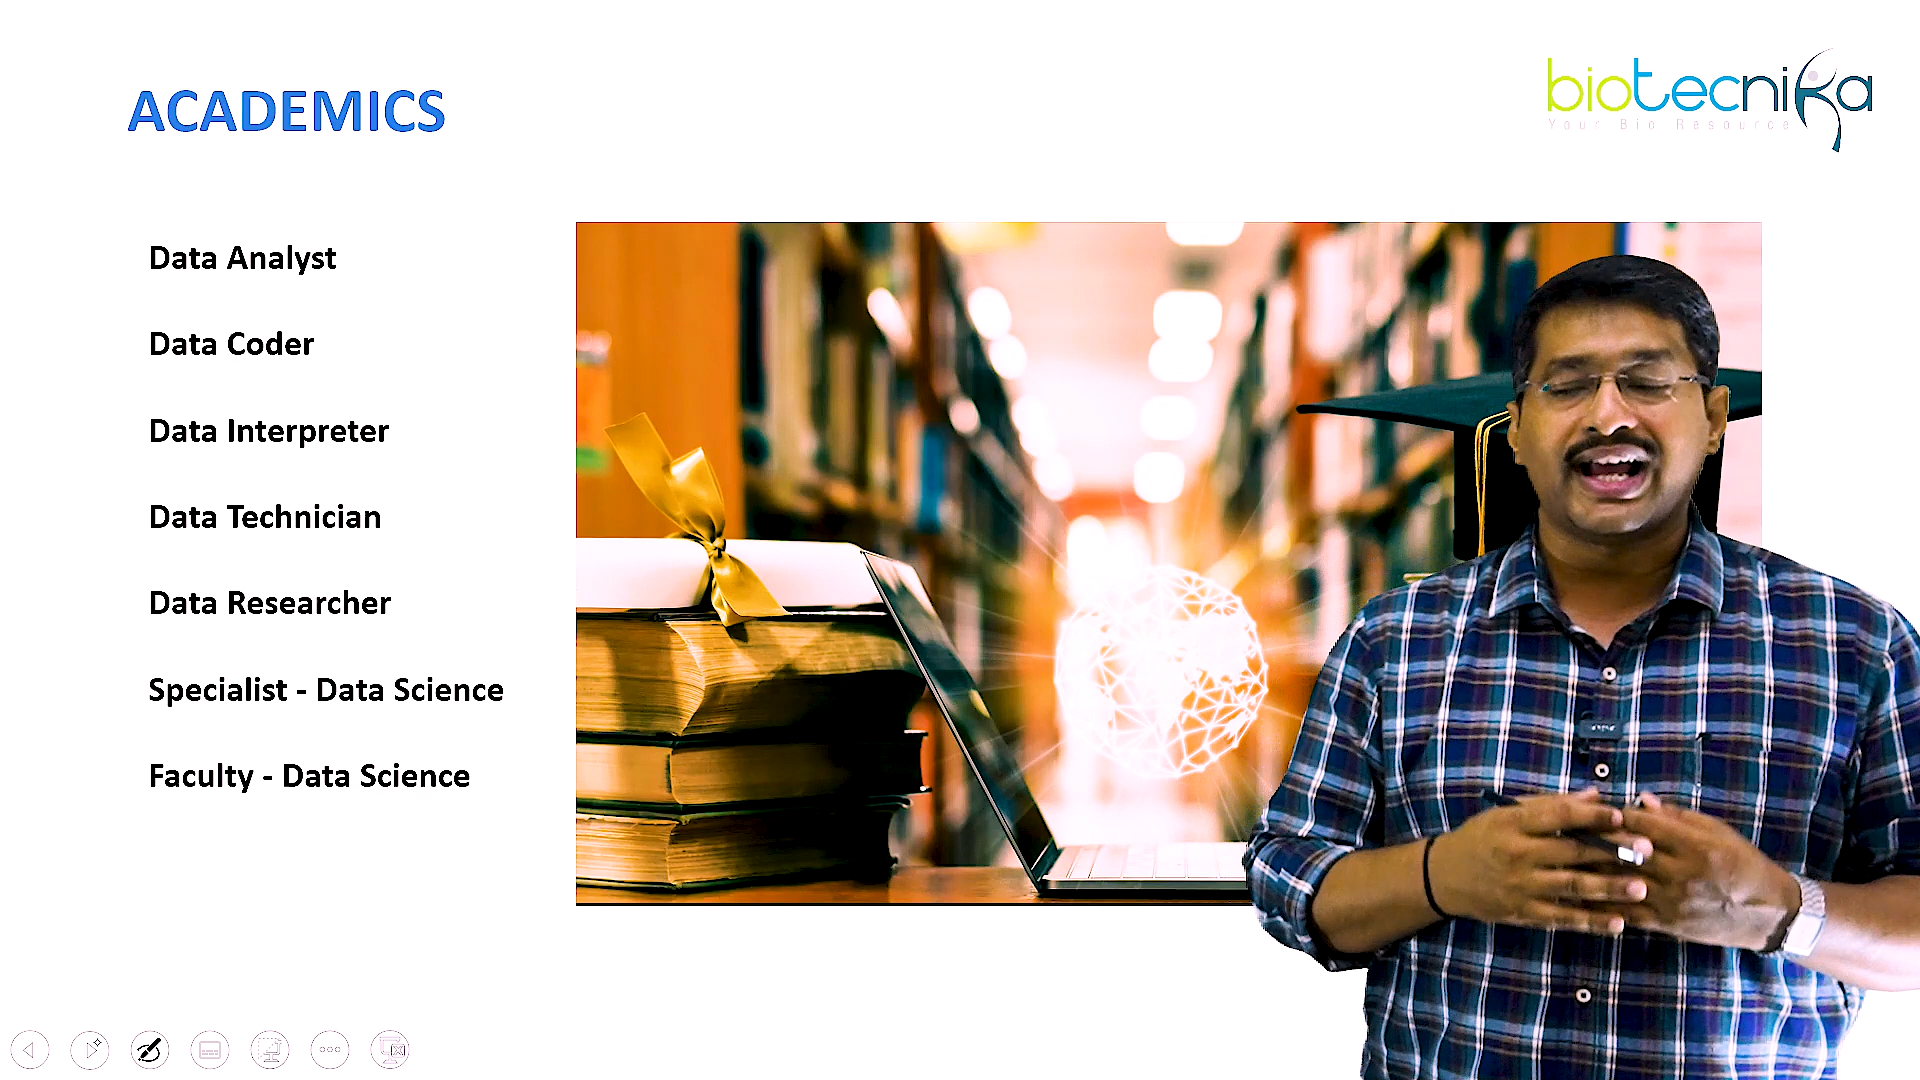 ACADEMICS
biotecnika
Your Bio Resource
Data Analyst
Data Coder
Data Interpreter
Data Technician
Data Researcher
Specialist - Data Science
Faculty - Data Science